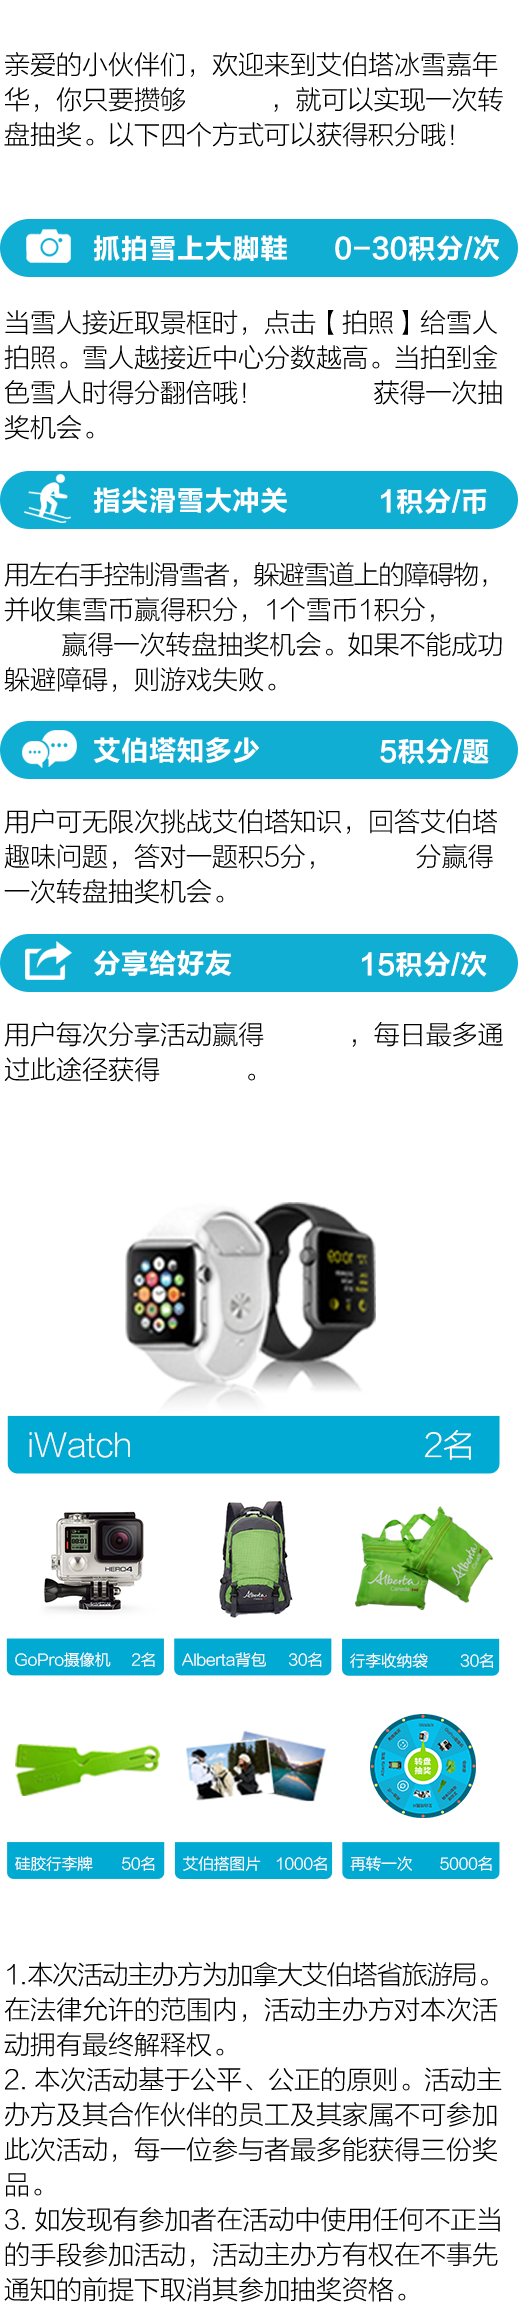 亲爱的小伙伴们，欢迎来到艾伯塔冰雪嘉年
华，你只要攒够 ，就可以实现一次转
盘抽奖。以下四个方式可以获得积分哦！
抓拍雪上大脚鞋 0-30积分/次
当雪人接近取景框时，点击【拍照】给雪人
拍照。雪人越接近中心分数越高。当拍到金
色雪人时得分翻倍哦！ 获得一次抽
奖机会。
指尖滑雪大冲关 1积分/币
用左右手控制滑雪者，躲避雪道上的障碍物，
并收集雪币赢得积分，1个雪币1积分，
赢得一次转盘抽奖机会。如果不能成功
躲避障碍，则游戏失败。
艾伯塔知多少 5积分/题
用户可无限次挑战艾伯塔知识，回答艾伯塔
趣味问题，答对一题积5分， 分赢得
一次转盘抽奖机会。
分享给好友 15积分/次
用户每次分享活动赢得 ，每日最多通
过此途径获得 。
iWatch 2名
HERO4
Alberta
Alberta
GoPro摄像机 2名 Alberta背包 30名 行李收纳袋 30名
转盘
抽奖
硅胶行李牌 50名 艾伯搭图片 1000名 再转一次 5000名
1.本次活动主办方为加拿大艾伯塔省旅游局。
在法律允许的范围内，活动主办方对本次活
动拥有最终解释权。
2. 本次活动基于公平、公正的原则。活动主
办方及其合作伙伴的员工及其家属不可参加
此次活动，每一位参与者最多能获得三份奖
品。
3. 如发现有参加者在活动中使用任何不正当
的手段参加活动，活动主办方有权在不事先
通知的前提下取消其参加抽奖资格。